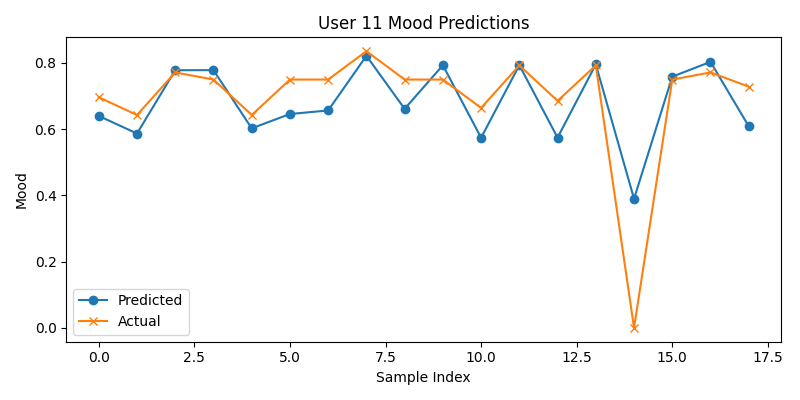 User 11 Mood Predictions
Mood
0.8
0.6
0.4
0.2
0.0
Predicted
Actual
0.0 2.5 5.0 7.5 10.0 12.5 15.0 17.5
Sample Index